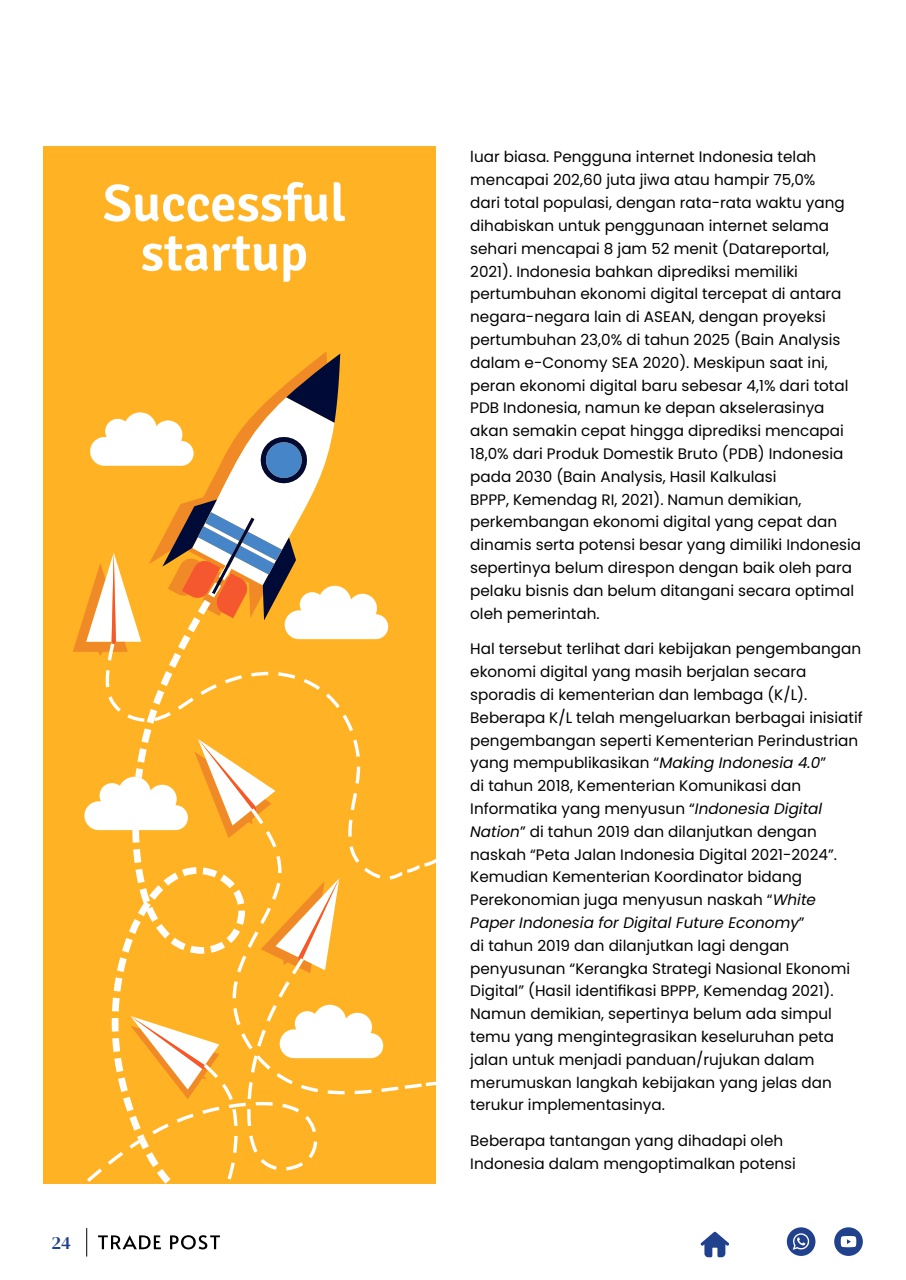 Successful
startup
luar biasa. Pengguna internet Indonesia telah
mencapai 202,60 juta jiwa atau hampir 75,0%
dari total populasi, dengan rata-rata waktu yang
dihabiskan untuk penggunaan internet selama
sehari mencapai 8 jam 52 menit (Datareportal,
2021). Indonesia bahkan diprediksi memiliki
pertumbuhan ekonomi digital tercepat di antara
negara-negara lain di ASEAN, dengan proyeksi
pertumbuhan 23,0% di tahun 2025 (Bain Analysis
dalam e-Conomy SEA 2020). Meskipun saat ini,
peran ekonomi digital baru sebesar 4,1% dari total
PDB Indonesia, namun ke depan akselerasinya
akan semakin cepat hingga diprediksi mencapai
18,0% dari Produk Domestik Bruto (PDB) Indonesia
pada 2030 (Bain Analysis, Hasil Kalkulasi
BPPP, Kemendag RI, 2021). Namun demikian,
perkembangan ekonomi digital yang cepat dan
dinamis serta potensi besar yang dimiliki Indonesia
sepertinya belum direspon dengan baik oleh para
pelaku bisnis dan belum ditangani secara optimal
oleh pemerintah.
Hal tersebut terlihat dari kebijakan pengembangan
ekonomi digital yang masih berjalan secara
sporadis di kementerian dan lembaga (K/L).
Beberapa K/L telah mengeluarkan berbagai inisiatif
pengembangan seperti Kementerian Perindustrian
yang mempublikasikan “Making Indonesia 4.0”
di tahun 2018, Kementerian Komunikasi dan
Informatika yang menyusun “Indonesia Digital
Nation” di tahun 2019 dan dilanjutkan dengan
naskah “Peta Jalan Indonesia Digital 2021-2024”.
Kemudian Kementerian Koordinator bidang
Perekonomian juga menyusun naskah “White
Paper Indonesia for Digital Future Economy”
di tahun 2019 dan dilanjutkan lagi dengan
penyusunan “Kerangka Strategi Nasional Ekonomi
Digital” (Hasil identifikasi BPPP, Kemendag 2021).
Namun demikian, sepertinya belum ada simpul
temu yang mengintegrasikan keseluruhan peta
jalan untuk menjadi panduan/rujukan dalam
merumuskan langkah kebijakan yang jelas dan
terukur implementasinya.
Beberapa tantangan yang dihadapi oleh
Indonesia dalam mengoptimalkan potensi
24 TRADE POST